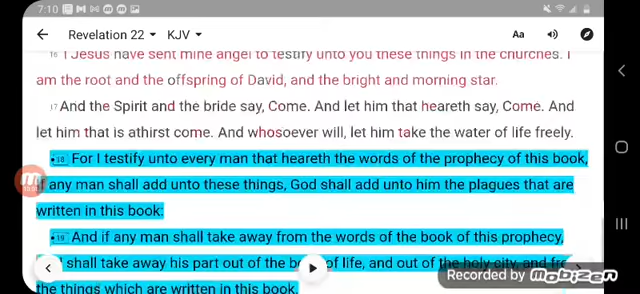 7:10
Revelation 22 KJV Aa
16 I Jesus have sent mine angel to testify unto you these things in the churches. I
am the root and the offspring of David, and the bright and morning star.
17 And the Spirit and the bride say, Come. And let him that heareth say, Come. And
let him that is athirst come. And whosoever will, let him take the water of life freely.
18 For I testify unto every man that heareth the words of the prophecy of this book,
If any man shall add unto these things, God shall add unto him the plagues that are
written in this book:
19 And if any man shall take away from the words of the book of this prophecy,
shall take away his part out of the of life, and out of the holy city, and
the things which are written in this book.
Recorded by mobizen